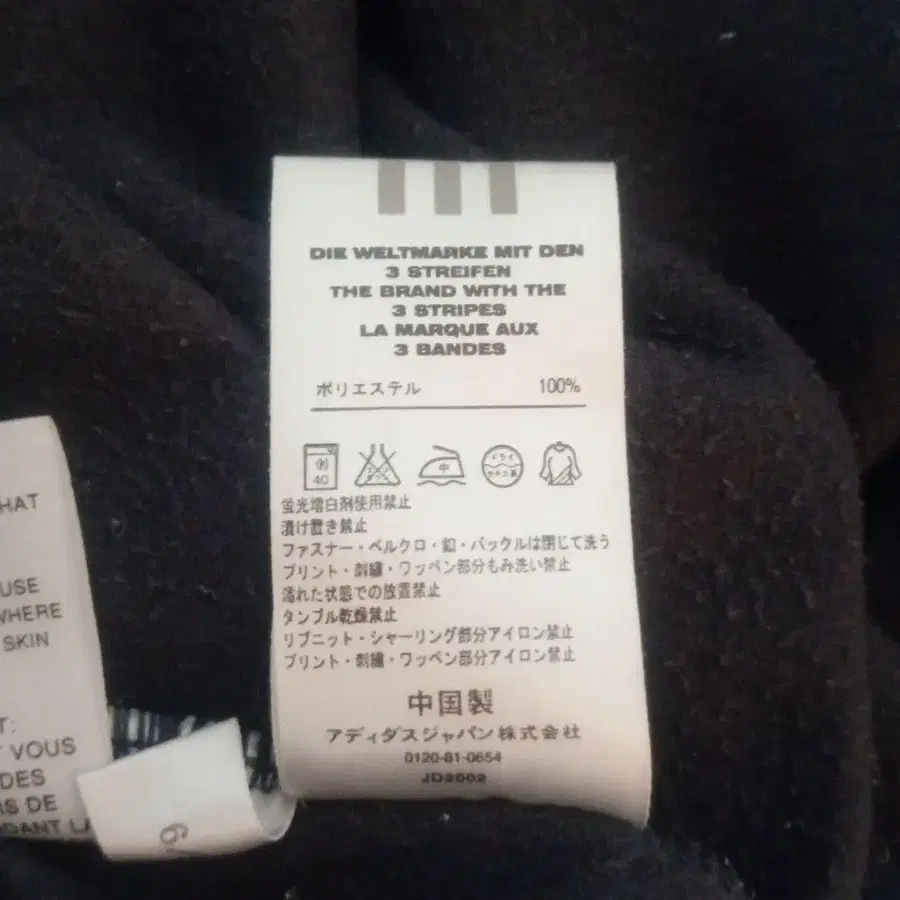 DIE WELTMARKE MIT DEN
3 STREIFEN
THE BRAND WITH THE
3 STRIPES
LA MARQUE AUX
3 BANDES
ポリエステル 100%
40
中
ドライ
蛍光増白剤使用禁止
漬け置き禁止
ファスナー・ベルクロ・釦・バックルは閉じて洗う
プリント・刺繍・ワッペン部分もみ洗い禁止
濡れた状態での放置禁止
タンブル乾燥禁止
リブニット・シャーリング部分アイロン禁止
プリント・刺繍・ワッペン部分アイロン禁止
中国製
アディダスジャパン株式会社
0120-81-0654
JD2002
HAT
USE
WHERE
SKIN
T:
VOUS
DES
DE